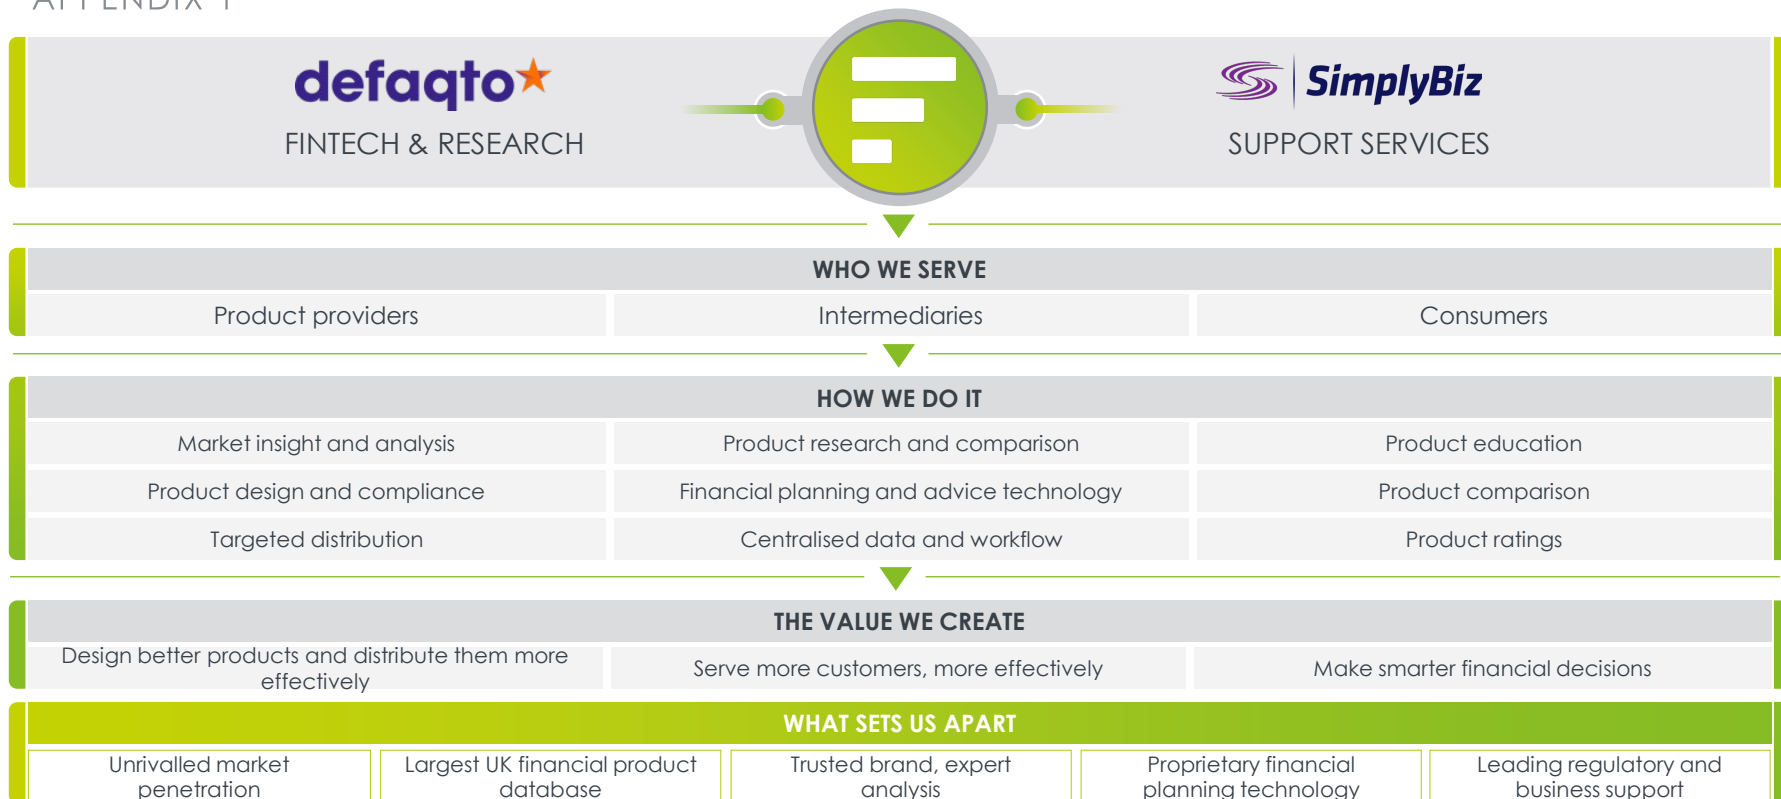 APPENDIX 1
defaqto
SimplyBiz
FINTECH & RESEARCH
SUPPORT SERVICES
WHO WE SERVE
Product providers
Intermediaries
Consumers
HOW WE DO IT
Market insight and analysis
Product research and comparison
Product education
Product design and compliance
Financial planning and advice technology
Product comparison
Targeted distribution
Centralised data and workflow
Product ratings
THE VALUE WE CREATE
Design better products and distribute them more
effectively
Serve more customers, more effectively
Make smarter financial decisions
WHAT SETS US APART
Unrivalled market
penetration
Largest UK financial product
database
Trusted brand, expert
analysis
Proprietary financial
planning technology
Leading regulatory and
business support